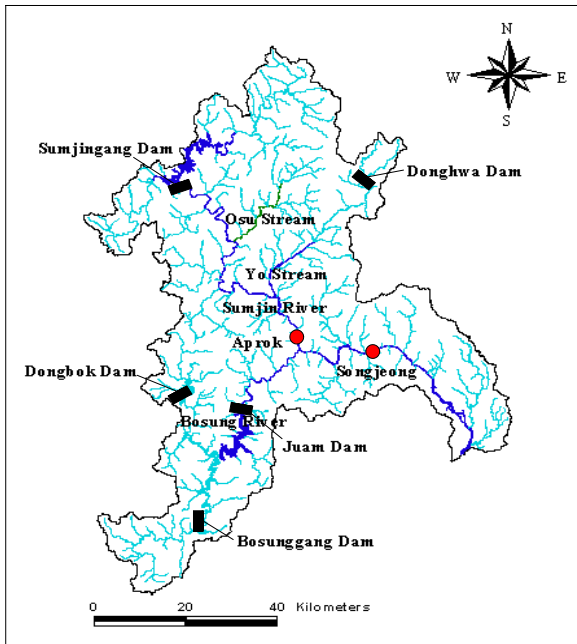 N
W E
S
Sumjingang Dam
Donghwa Dam
Osu Stream
Yo Stream
Sumjin River
Aprok
Songjeong
Dongbok Dam
Bosung River
Juam Dam
Bosunggang Dam
0 20 40 Kilometers